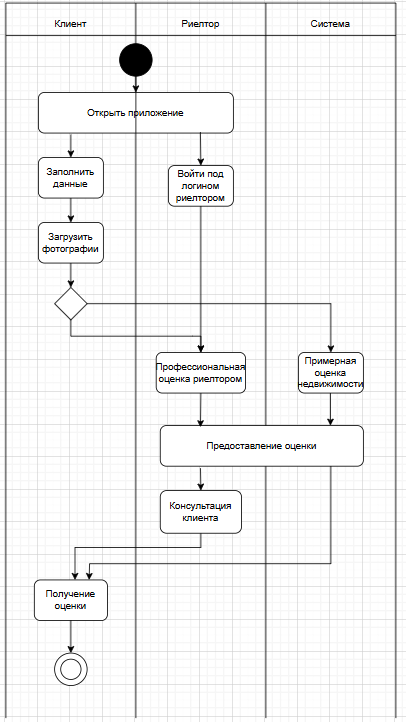 Клиент
Риелтор
Система
Открыть приложение
Заполнить
данные
Войти под
логином
риелтором
Загрузить
фотографии
Профессиональная
оценка риелтором
Примерная
оценка
недвижимости
Предоставление оценки
Консультация
клиента
Получение
оценки